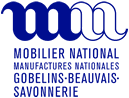 MOBILIER NATIONAL
MANUFACTURES NATIONALES
GOBELINS·BEAUVAIS·
SAVONNERIE